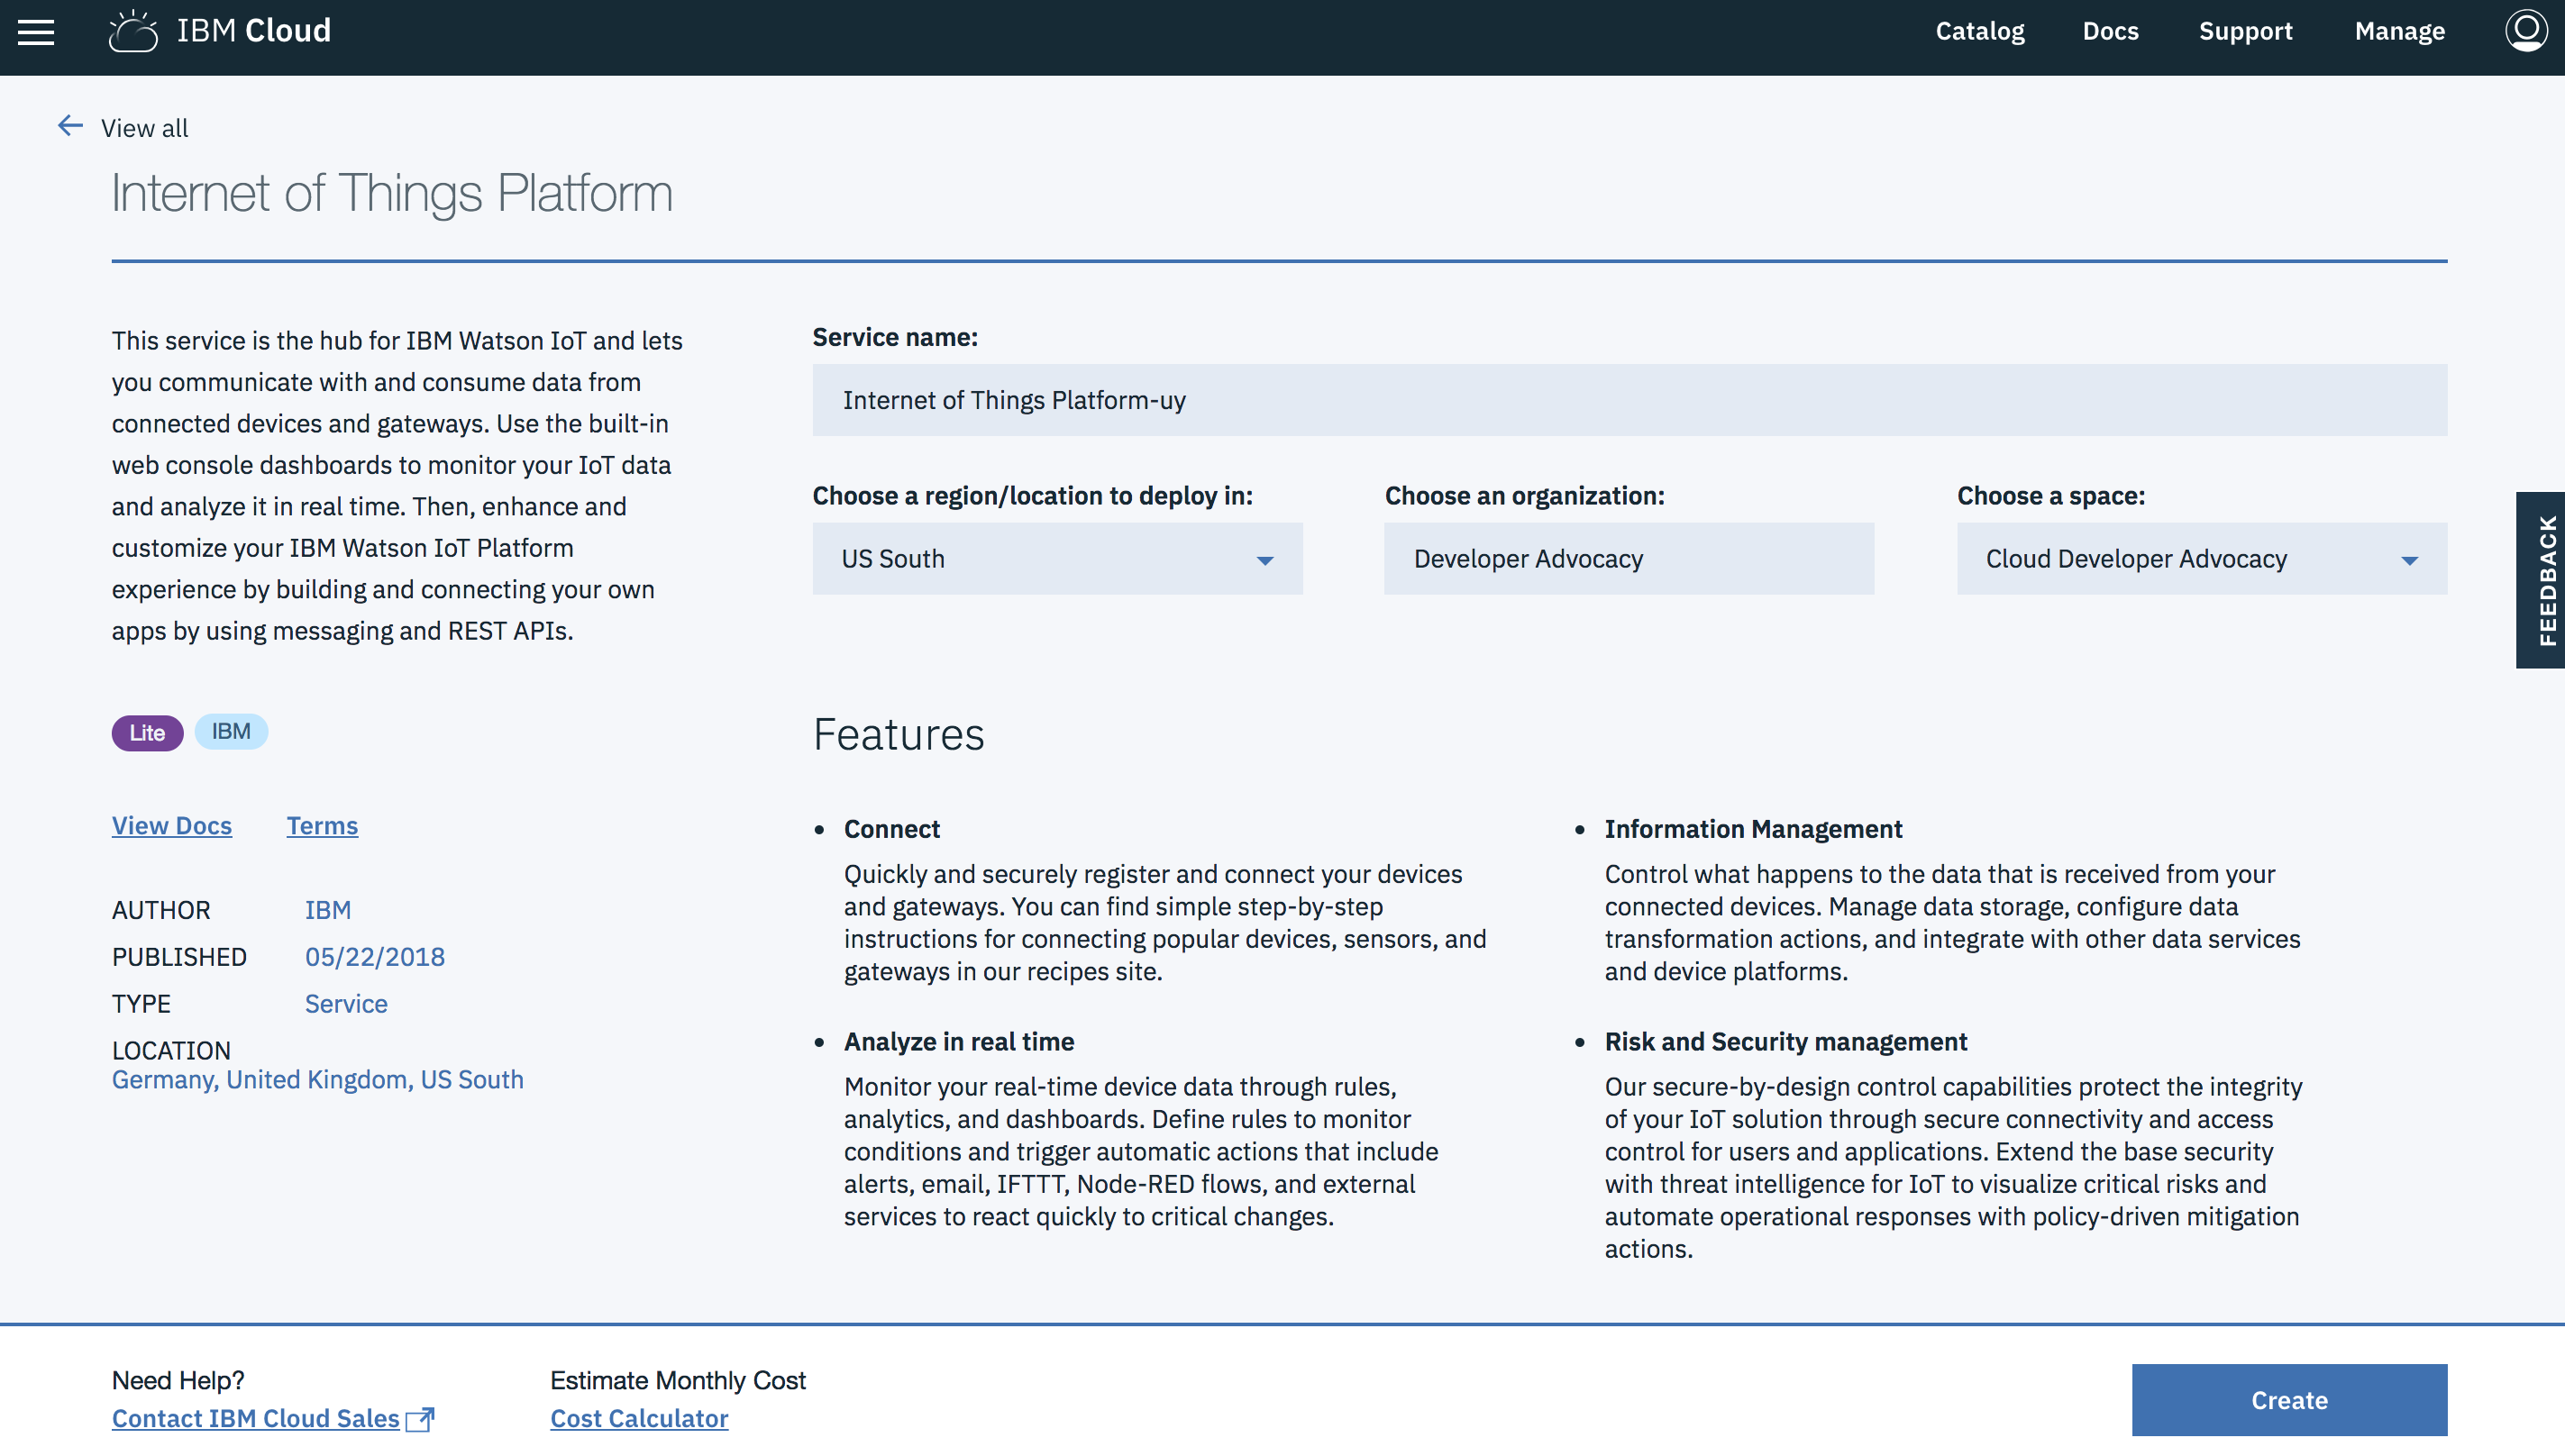 IBM Cloud
Catalog Docs Support Manage
View all
Internet of Things Platform
This service is the hub for IBM Watson IoT and lets
you communicate with and consume data from
connected devices and gateways. Use the built-in
web console dashboards to monitor your IoT data
and analyze it in real time. Then, enhance and
customize your IBM Watson IoT Platform
experience by building and connecting your own
apps by using messaging and REST APIs.
Lite IBM
View Docs Terms
AUTHOR IBM
PUBLISHED 05/22/2018
TYPE Service
LOCATION
Germany, United Kingdom, US South
Service name:
Internet of Things Platform-uy
Choose a region/location to deploy in:
US South
Choose an organization:
Developer Advocacy
Choose a space:
Cloud Developer Advocacy
FEEDBACK
Features
Connect
Quickly and securely register and connect your devices
and gateways. You can find simple step-by-step
instructions for connecting popular devices, sensors, and
gateways in our recipes site.
Analyze in real time
Monitor your real-time device data through rules,
analytics, and dashboards. Define rules to monitor
conditions and trigger automatic actions that include
alerts, email, IFTTT, Node-RED flows, and external
services to react quickly to critical changes.
Information Management
Control what happens to the data that is received from your
connected devices. Manage data storage, configure data
transformation actions, and integrate with other data services
and device platforms.
Risk and Security management
Our secure-by-design control capabilities protect the integrity
of your IoT solution through secure connectivity and access
control for users and applications. Extend the base security
with threat intelligence for IoT to visualize critical risks and
automate operational responses with policy-driven mitigation
actions.
Need Help?
Contact IBM Cloud Sales
Estimate Monthly Cost
Cost Calculator
Create